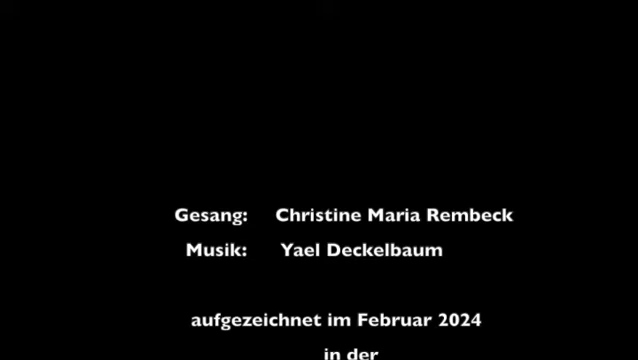 Gesang: Christine Maria Rembeck
Musik: Yael Deckelbaum
aufgezeichnet im Februar 2024
in der